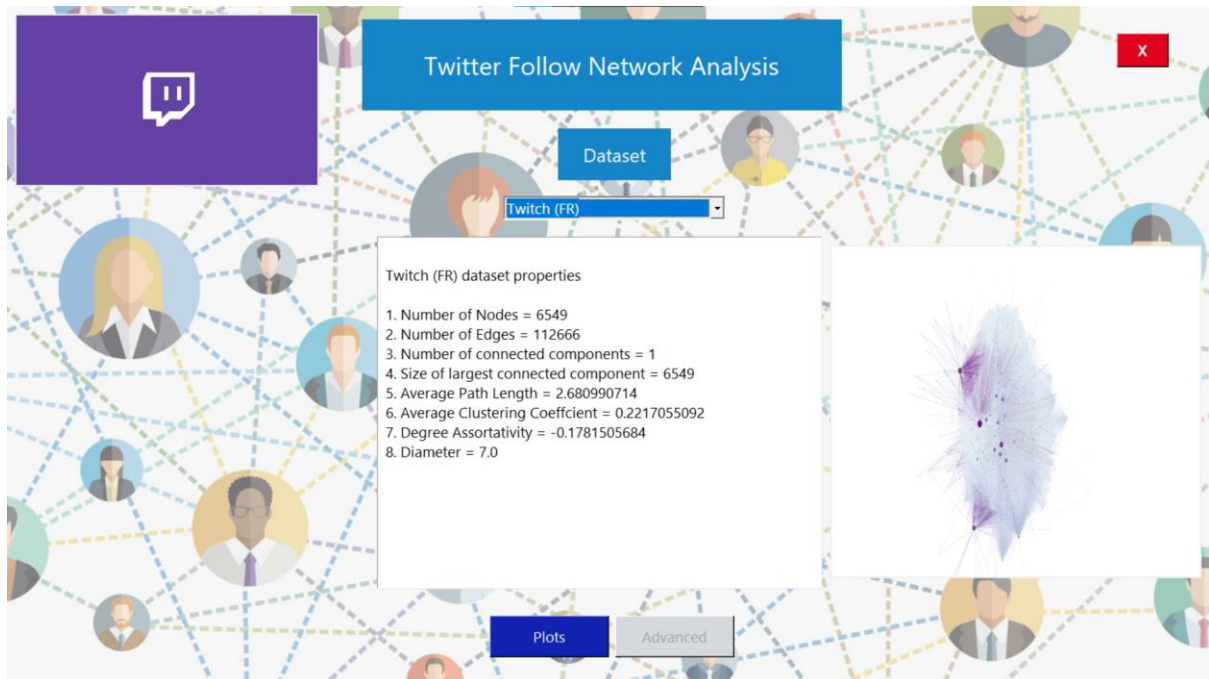 Twitter Follow Network Analysis
X
Dataset
Twitch (FR)
Twitch (FR) dataset properties
1. Number of Nodes = 6549
2. Number of Edges = 112666
3. Number of connected components = 1
4. Size of largest connected component = 6549
5. Average Path Length = 2.680990714
6. Average Clustering Coeffcient = 0.2217055092
7. Degree Assortativity = -0.1781505684
8. Diameter = 7.0
Plots
Advanced